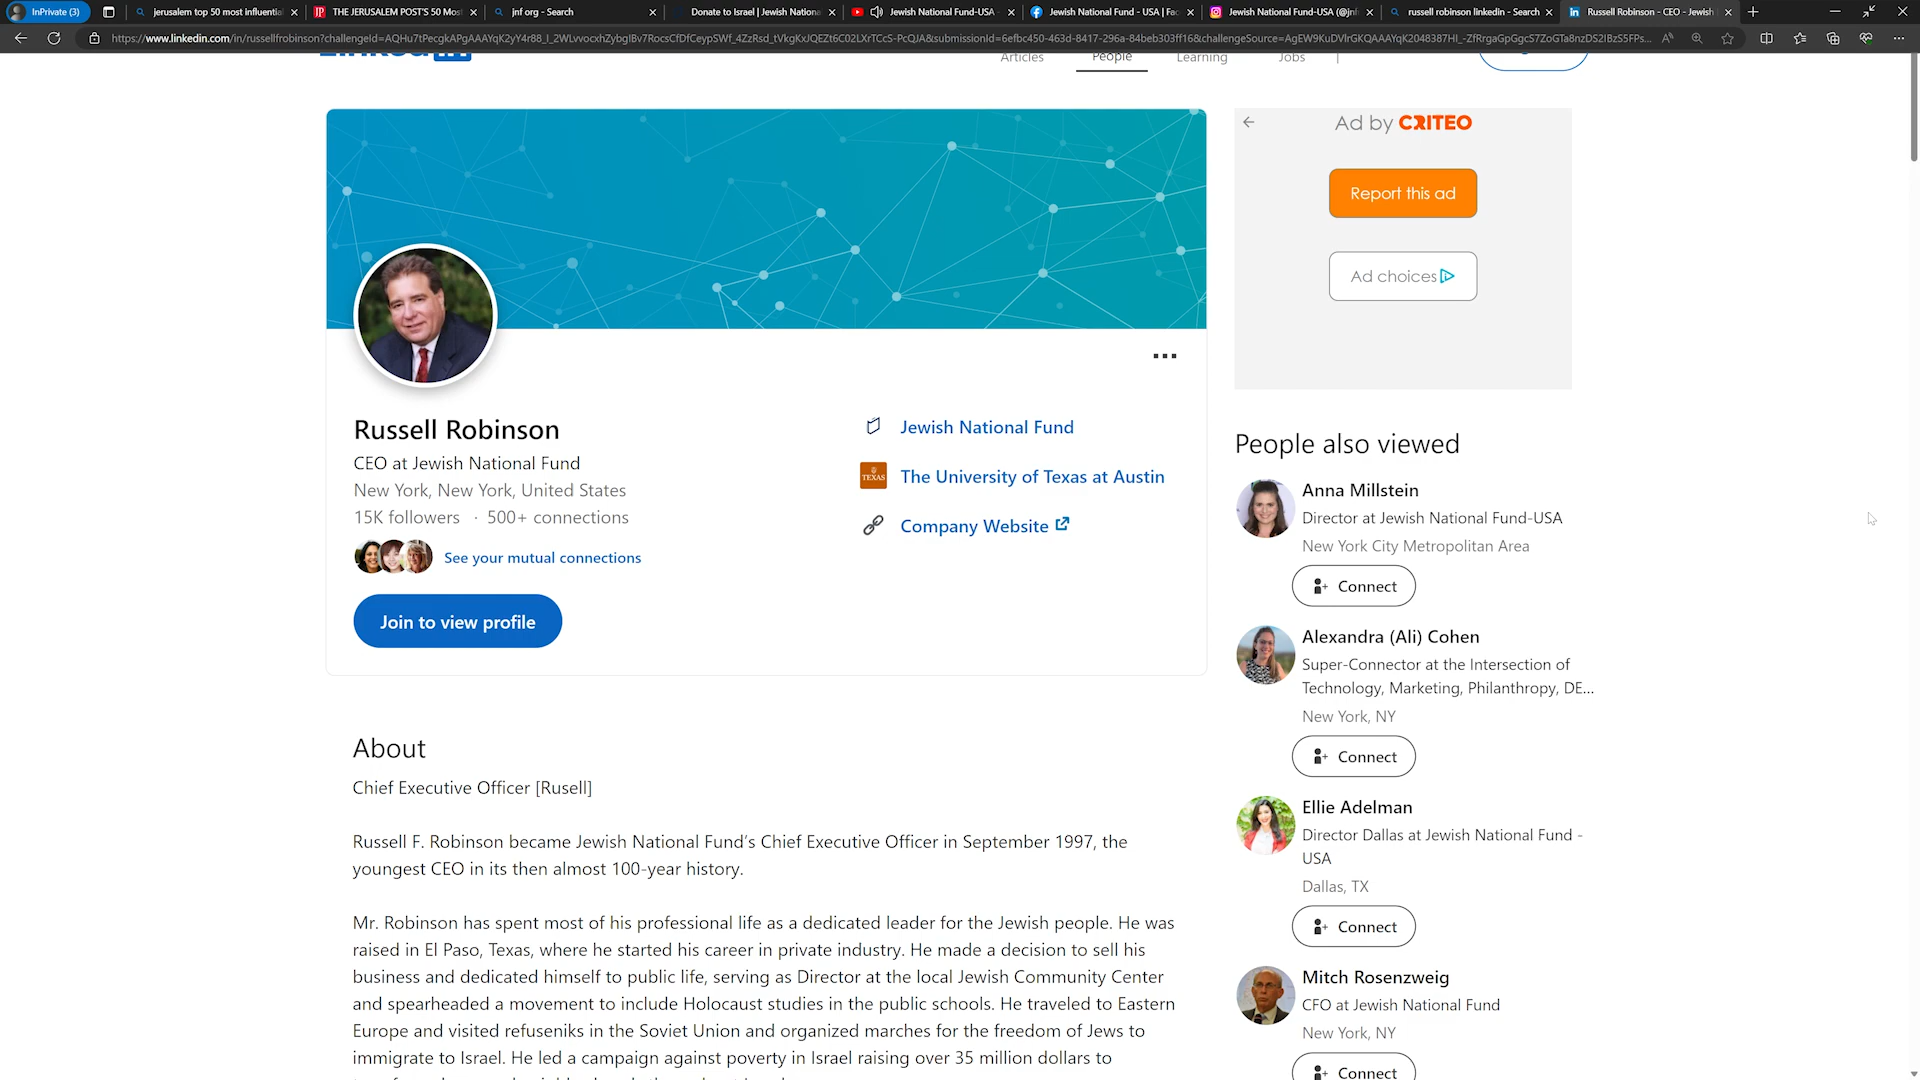 InPrivate (3)
jerusalem top 50 most influential
THE JERUSALEM POST'S 50 Most
jnf org - Search
Donate to Israel | Jewish Nationa
Jewish National Fund-USA -
Jewish National Fund - USA | Fac
Jewish National Fund-USA (@jnf
russell robinson linkedin - Search
Russell Robinson - CEO - Jewish
Articles
People
Learning
Jobs
Ad by CRITEO
Report this ad
Ad choices
Russell Robinson
CEO at Jewish National Fund
New York, New York, United States
15K followers · 500+ connections
See your mutual connections
Join to view profile
Jewish National Fund
TEXAS
The University of Texas at Austin
Company Website
About
Chief Executive Officer [Rusell]
Russell F. Robinson became Jewish National Fund's Chief Executive Officer in September 1997, the
youngest CEO in its then almost 100-year history.
Mr. Robinson has spent most of his professional life as a dedicated leader for the Jewish people. He was
raised in El Paso, Texas, where he started his career in private industry. He made a decision to sell his
business and dedicated himself to public life, serving as Director at the local Jewish Community Center
and spearheaded a movement to include Holocaust studies in the public schools. He traveled to Eastern
Europe and visited refuseniks in the Soviet Union and organized marches for the freedom of Jews to
immigrate to Israel. He led a campaign against poverty in Israel raising over 35 million dollars to
People also viewed
Anna Millstein
Director at Jewish National Fund-USA
New York City Metropolitan Area
Connect
Alexandra (Ali) Cohen
Super-Connector at the Intersection of
Technology, Marketing, Philanthropy, DE...
New York, NY
Connect
Ellie Adelman
Director Dallas at Jewish National Fund -
USA
Dallas, TX
Connect
Mitch Rosenzweig
CFO at Jewish National Fund
New York, NY
Connect